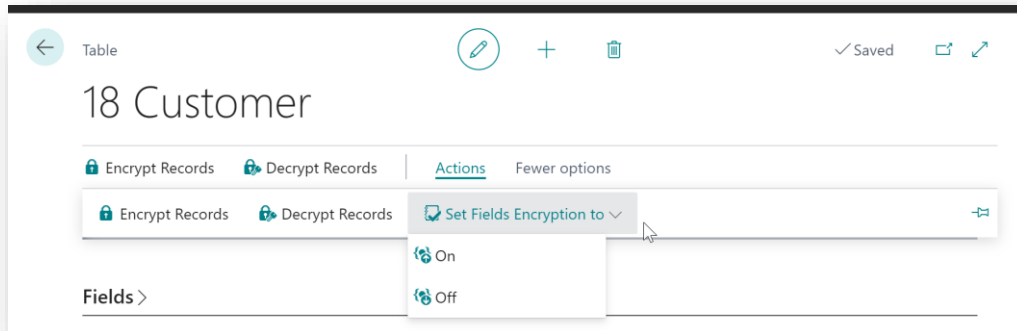 Table
Saved
18 Customer
Encrypt Records Decrypt Records Actions Fewer options
Encrypt Records Decrypt Records Set Fields Encryption to
On
Off
Fields